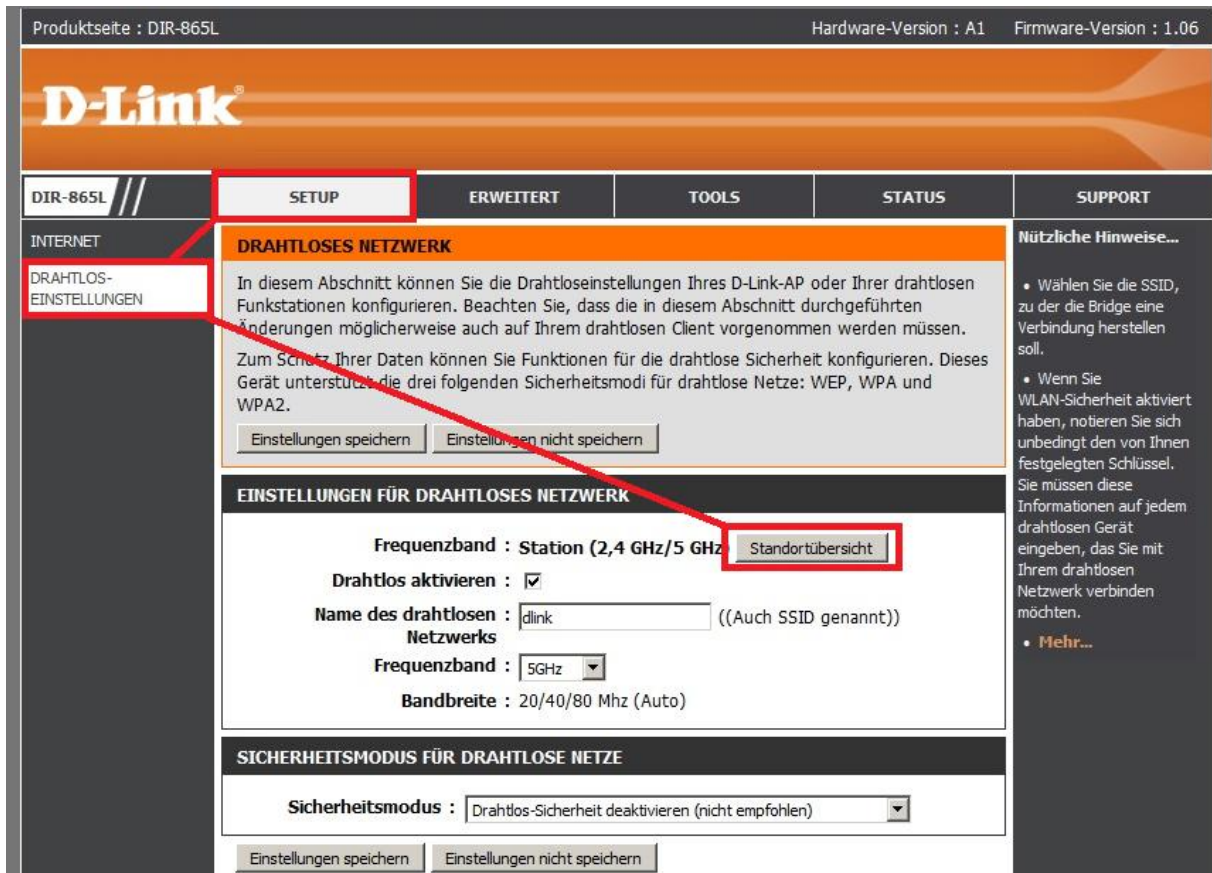 Produktseite : DIR-865L
Hardware-Version : A1
Firmware-Version : 1.06
D-Link®
DIR-865L
SETUP
ERWEITERT
TOOLS
STATUS
SUPPORT
INTERNET
DRAHTLOS-
EINSTELLUNGEN
DRAHTLOSES NETZWERK
In diesem Abschnitt können Sie die Drahtloseinstellungen Ihres D-Link-AP oder Ihrer drahtlosen
Funkstationen konfigurieren. Beachten Sie, dass die in diesem Abschnitt durchgeführten
Änderungen möglicherweise auch auf Ihrem drahtlosen Client vorgenommen werden müssen.
Zum Schutz Ihrer Daten können Sie Funktionen für die drahtlose Sicherheit konfigurieren. Dieses
Gerät unterstützt die drei folgenden Sicherheitsmodi für drahtlose Netze: WEP, WPA und
WPA2.
Einstellungen speichern
Einstellungen nicht speichern
EINSTELLUNGEN FÜR DRAHTLOSES NETZWERK
Frequenzband : Station (2,4 GHz/5 GHz) Standortübersicht
Drahtlos aktivieren :
Name des drahtlosen : dlink ((Auch SSID genannt))
Netzwerks
Frequenzband : 5GHz
Bandbreite : 20/40/80 Mhz (Auto)
SICHERHEITSMODUS FÜR DRAHTLOSE NETZE
Sicherheitsmodus : Drahtlos-Sicherheit deaktivieren (nicht empfohlen)
Einstellungen speichern
Einstellungen nicht speichern
Nützliche Hinweise...
• Wählen Sie die SSID,
zu der die Bridge eine
Verbindung herstellen
soll.
• Wenn Sie
WLAN-Sicherheit aktiviert
haben, notieren Sie sich
unbedingt den von Ihnen
festgelegten Schlüssel.
Sie müssen diese
Informationen auf jedem
drahtlosen Gerät
eingeben, das Sie mit
Ihrem drahtlosen
Netzwerk verbinden
möchten.
• Mehr...